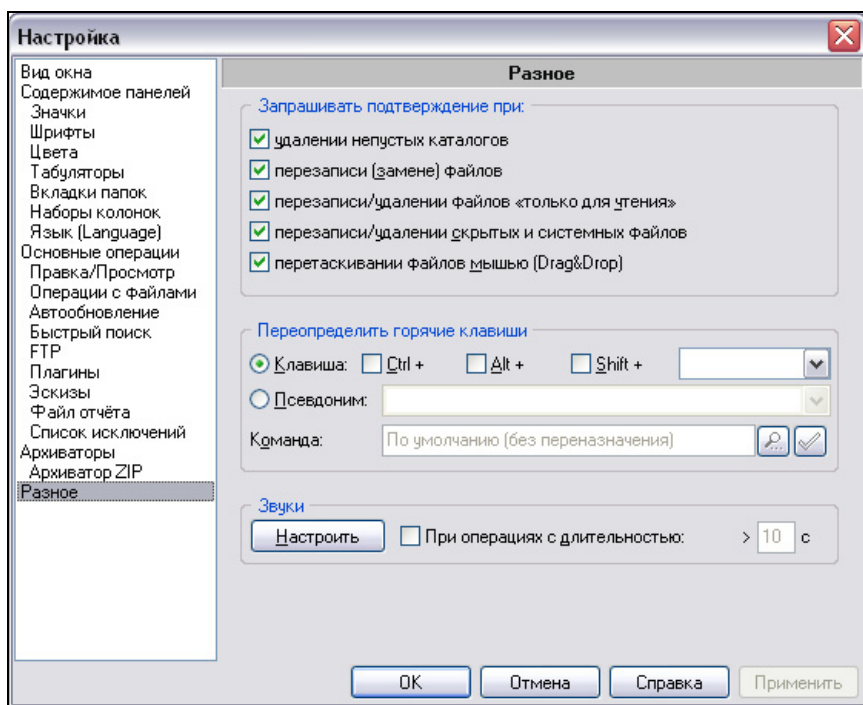 Настройка
Вид окна
Содержимое панелей
Значки
Шрифты
Цвета
Табуляторы
Вкладки папок
Наборы колонок
Язык (Language)
Основные операции
Правка/Просмотр
Операции с файлами
Автообновление
Быстрый поиск
FTP
Плагины
Эскизы
Файл отчёта
Список исключений
Архиваторы
Архиватор ZIP
Разное
Разное
Запрашивать подтверждение при:
удалении непустых каталогов
перезаписи (замене) файлов
перезаписи/удалении файлов «только для чтения»
перезаписи/удалении скрытых и системных файлов
перетаскивании файлов мышью (Drag&Drop)
Переопределить горячие клавиши
Клавиша: Ctrl + Alt + Shift +
Псевдоним:
Команда: По умолчанию (без переназначения)
Звуки
Настроить При операциях с длительностью: > 10 с
OK Отмена Справка Применить